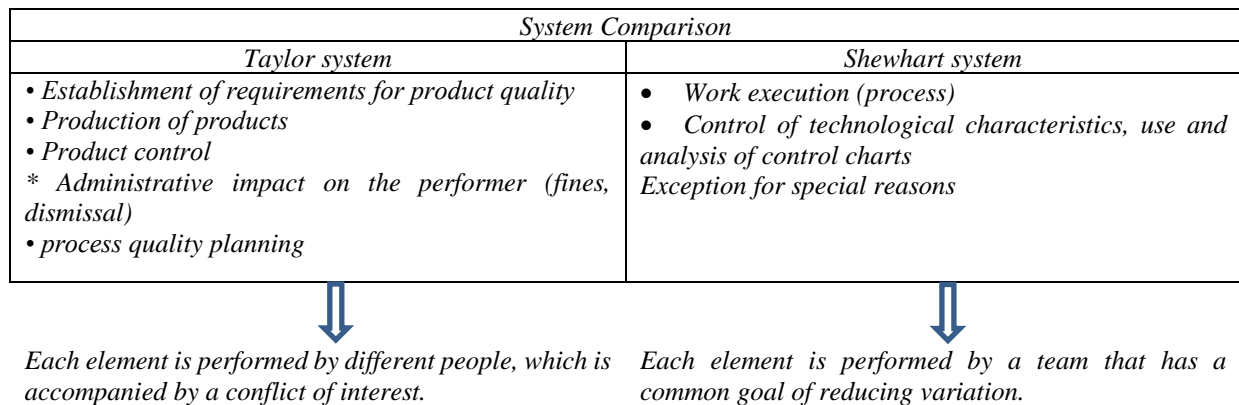 System Comparison
Taylor system
• Establishment of requirements for product quality
• Production of products
• Product control
* Administrative impact on the performer (fines,
dismissal)
• process quality planning
Shewhart system
• Work execution (process)
• Control of technological characteristics, use and
analysis of control charts
Exception for special reasons
Each element is performed by different people, which is
accompanied by a conflict of interest.
Each element is performed by a team that has a
common goal of reducing variation.